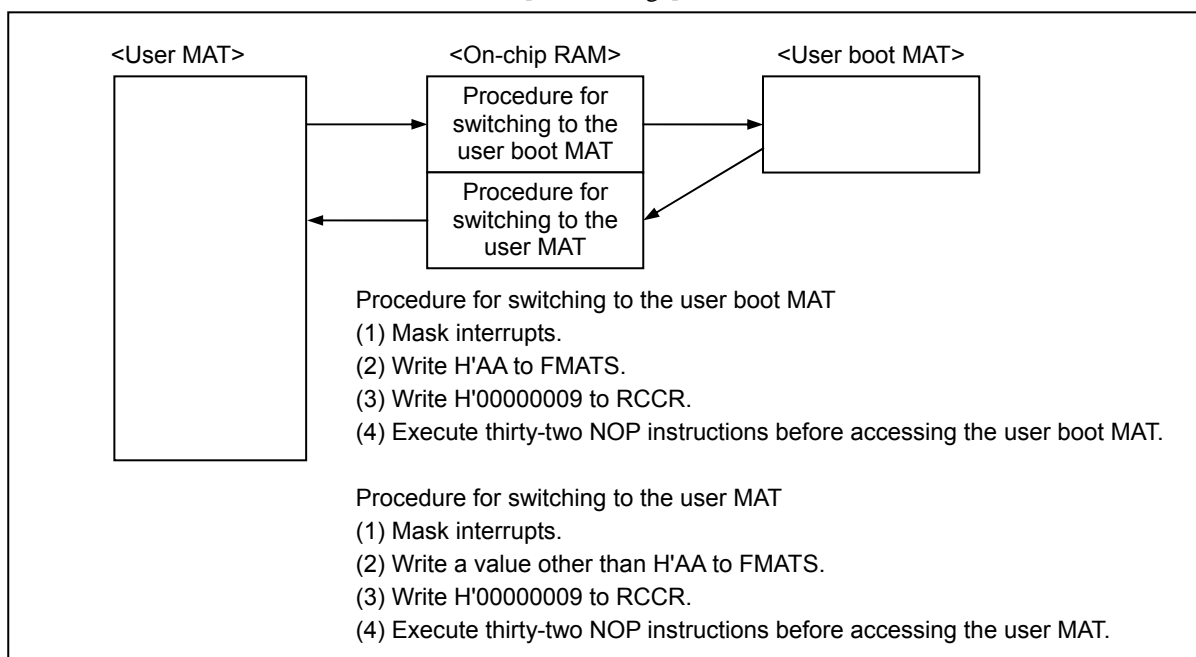 <User MAT>
<On-chip RAM>
<User boot MAT>
Procedure for
switching to the
user boot MAT
Procedure for
switching to the
user MAT
Procedure for switching to the user boot MAT
(1) Mask interrupts.
(2) Write H'AA to FMATS.
(3) Write H'00000009 to RCCR.
(4) Execute thirty-two NOP instructions before accessing the user boot MAT.
Procedure for switching to the user MAT
(1) Mask interrupts.
(2) Write a value other than H'AA to FMATS.
(3) Write H'00000009 to RCCR.
(4) Execute thirty-two NOP instructions before accessing the user MAT.